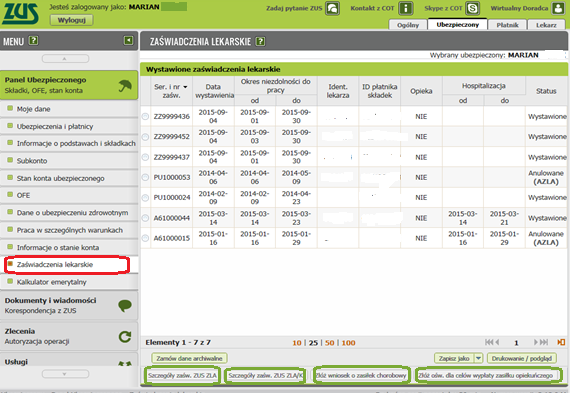 ZUS
Jesteś zalogowany jako: MARIAN
Wyloguj
Zadaj pytanie ZUS
Kontakt z COT
Skype z COT
Wirtualny Doradca
Ogólny
Ubezpieczony
Płatnik
Lekarz
MENU ?
ZAŚWIADCZENIA LEKARSKIE ?
Wybrany ubezpieczony: MARIAN
Panel Ubezpieczonego
Składki, OFE, stan konta
Moje dane
Ubezpieczenia i płatnicy
Informacje o podstawach i składkach
Subkonto
Stan konta ubezpieczonego
OFE
Dane o ubezpieczeniu zdrowotnym
Praca w szczególnych warunkach
Informacje o stanie konta
Zaświadczenia lekarskie
Kalkulator emerytalny
Dokumenty i wiadomości
Korespondencja z ZUS
Zlecenia
Autoryzacja operacji
Usługi
Wystawione zaświadczenia lekarskie
Ser. i nr zaśw. Data wystawienia Okres niezdolności do pracy od do Ident. lekarza ID płatnika składek Opieka Hospitalizacja od do Status
ZZ9999436 2015-09-04 2015-09-01 2015-09-30 NIE Wystawione
ZZ9999452 2015-09-04 2015-09-03 2015-09-30 NIE Wystawione
ZZ9999437 2015-09-04 2015-09-03 2015-09-30 NIE Wystawione
PU1000053 2014-04-06 2014-04-06 2014-05-09 NIE Anulowane (AZLA)
PU1000024 2014-02-09 2014-02-09 2014-04-23 NIE Wystawione
A61000044 2015-03-14 2015-03-14 2015-03-23 NIE 2015-03-14 2015-03-21 Wystawione
A61000015 2015-01-16 2015-01-16 2015-01-29 NIE 2015-01-16 2015-01-29 Anulowane (AZLA)
Elementy 1 - 7 z 7
10 | 25 | 50 | 100
1
Zamów dane archiwalne
Zapisz jako
Drukowanie / podgląd
Szczegóły zaśw. ZUS ZLA
Szczegóły zaśw. ZUS ZLA/K
Złóż wniosek o zasiłek chorobowy
Złóż ośw. dla celów wypłaty zasiłku opiekuńczego